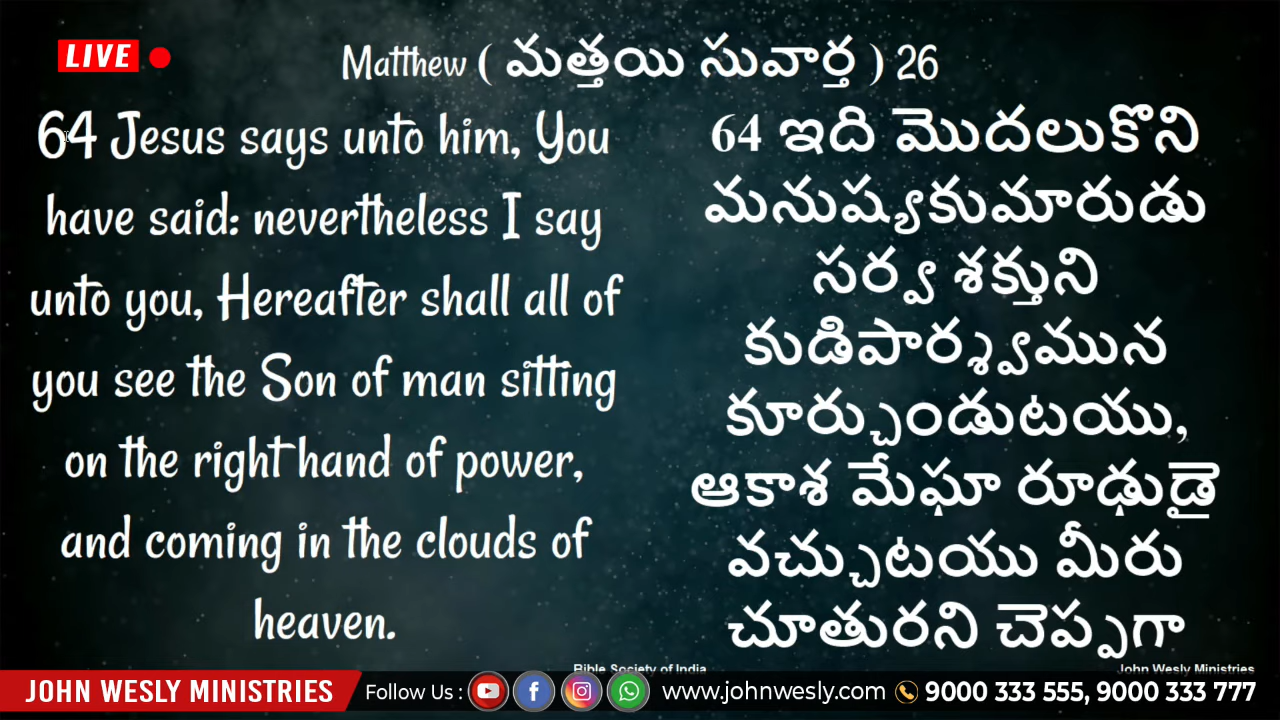 LIVE
Matthew ( మత్తయి సువార్త ) 26
64 Jesus says unto him, You
have said: nevertheless I say
unto you, Hereafter shall all of
you see the Son of man sitting
on the right hand of power,
and coming in the clouds of
heaven.
64 ఇది మొదలుకొని
మనుష్యకుమారుడు
సర్వ శక్తుని
కుడిపార్శ్వమున
కూర్చుండుటయు,
ఆకాశ మేఘా రూఢుడై
వచ్చుటయు మీరు
చూతురని చెప్పగా
Bible Society of India
John Wesly Ministries
JOHN WESLY MINISTRIES
Follow Us :
www.johnwesly.com
9000 333 555, 9000 333 777